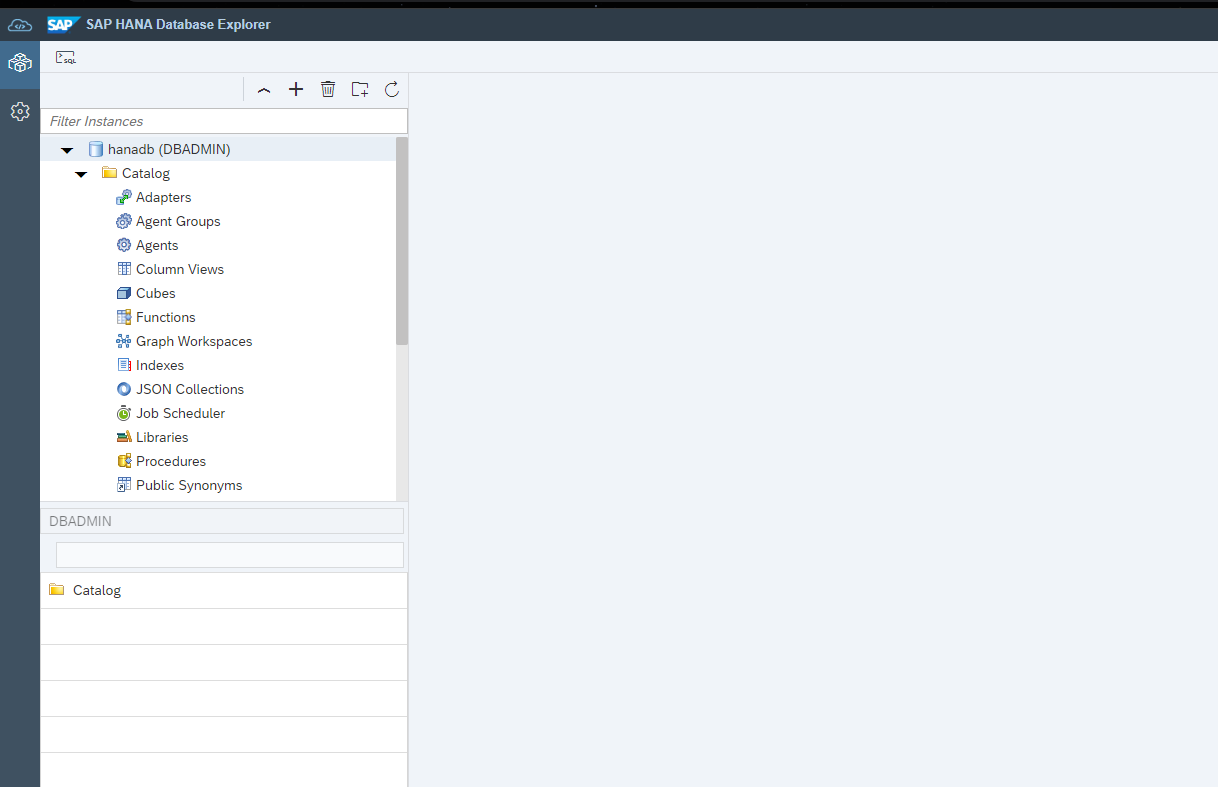 SAP SAP HANA Database Explorer
SQL
Filter Instances
hanadb (DBADMIN)
Catalog
Adapters
Agent Groups
Agents
Column Views
Cubes
Functions
Graph Workspaces
Indexes
JSON Collections
Job Scheduler
Libraries
Procedures
Public Synonyms
DBADMIN
Catalog